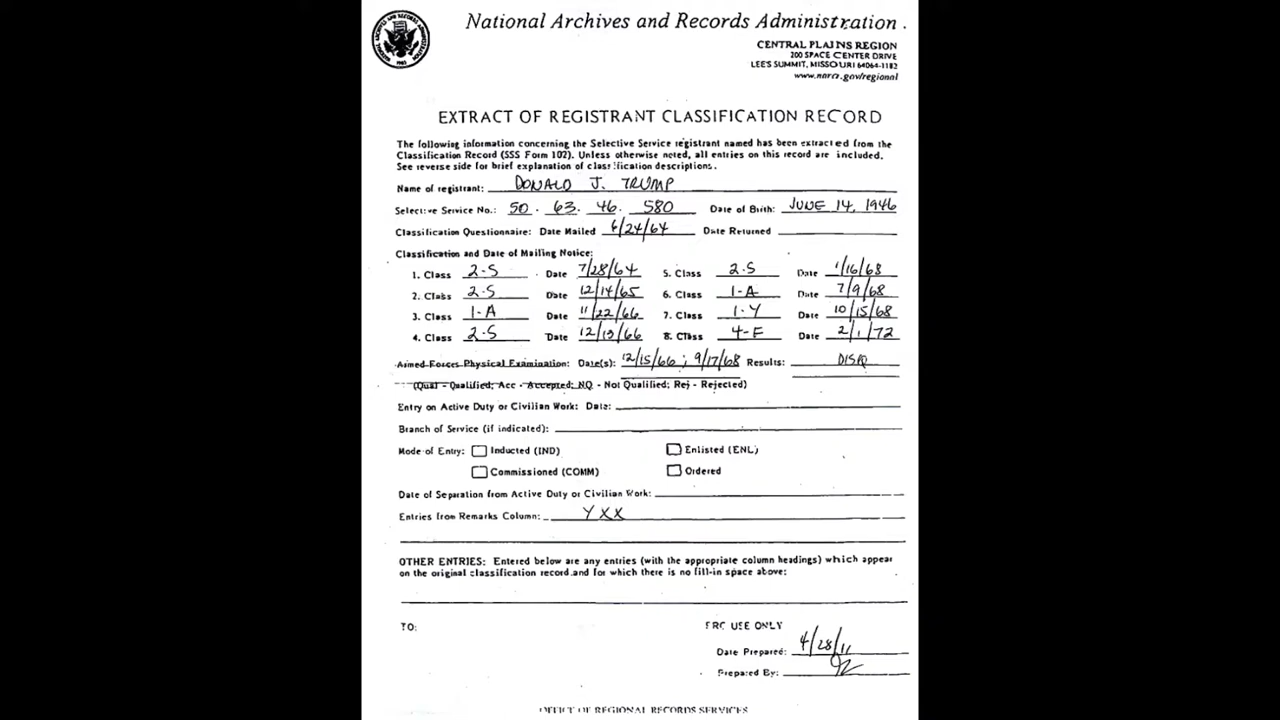 National Archives and Records Administration
CENTRAL PLAINS REGION
200 SPACE CENTER DRIVE
LEE'S SUMMIT, MISSOURI 64064-1182
www.nara.gov/regional
EXTRACT OF REGISTRANT CLASSIFICATION RECORD
The following information concerning the Selective Service registrant named has been extracted from the
Classification Record (SSS Form 102). Unless otherwise noted, all entries on this record are included.
See reverse side for brief explanation of classification descriptions.
Name of registrant: DONALD J. TRUMP
Selective Service No.: 50 . 63 . 46 . 580 Date of Birth: JUNE 14, 1946
Classification Questionnaire: Date Mailed 6/24/64 Date Returned
Classification and Date of Mailing Notice:
1. Class 2-S Date 7/28/64 5. Class 2-S Date 1/16/68
2. Class 2-S Date 12/14/65 6. Class 1-A Date 7/9/68
3. Class 1-A Date 11/22/66 7. Class 1-Y Date 10/15/68
4. Class 2-S Date 12/13/66 8. Class 4-F Date 2/1/72
Armed Forces Physical Examination: Date(s): 12/15/66 ; 9/17/68 Results: DISQ
(Qual - Qualified; Acc - Accepted; NQ - Not Qualified; Rej - Rejected)
Entry on Active Duty or Civilian Work: Date:
Branch of Service (if indicated):
Mode of Entry: Inducted (IND) Enlisted (ENL)
Commissioned (COMM) Ordered
Date of Separation from Active Duty or Civilian Work:
Entries from Remarks Column: YXX
OTHER ENTRIES: Entered below are any entries (with the appropriate column headings) which appear
on the original classification record and for which there is no fill-in space above:
TO: FRC USE ONLY
Date Prepared: 4/28/11
Prepared By:
OFFICE OF REGIONAL RECORDS SERVICES